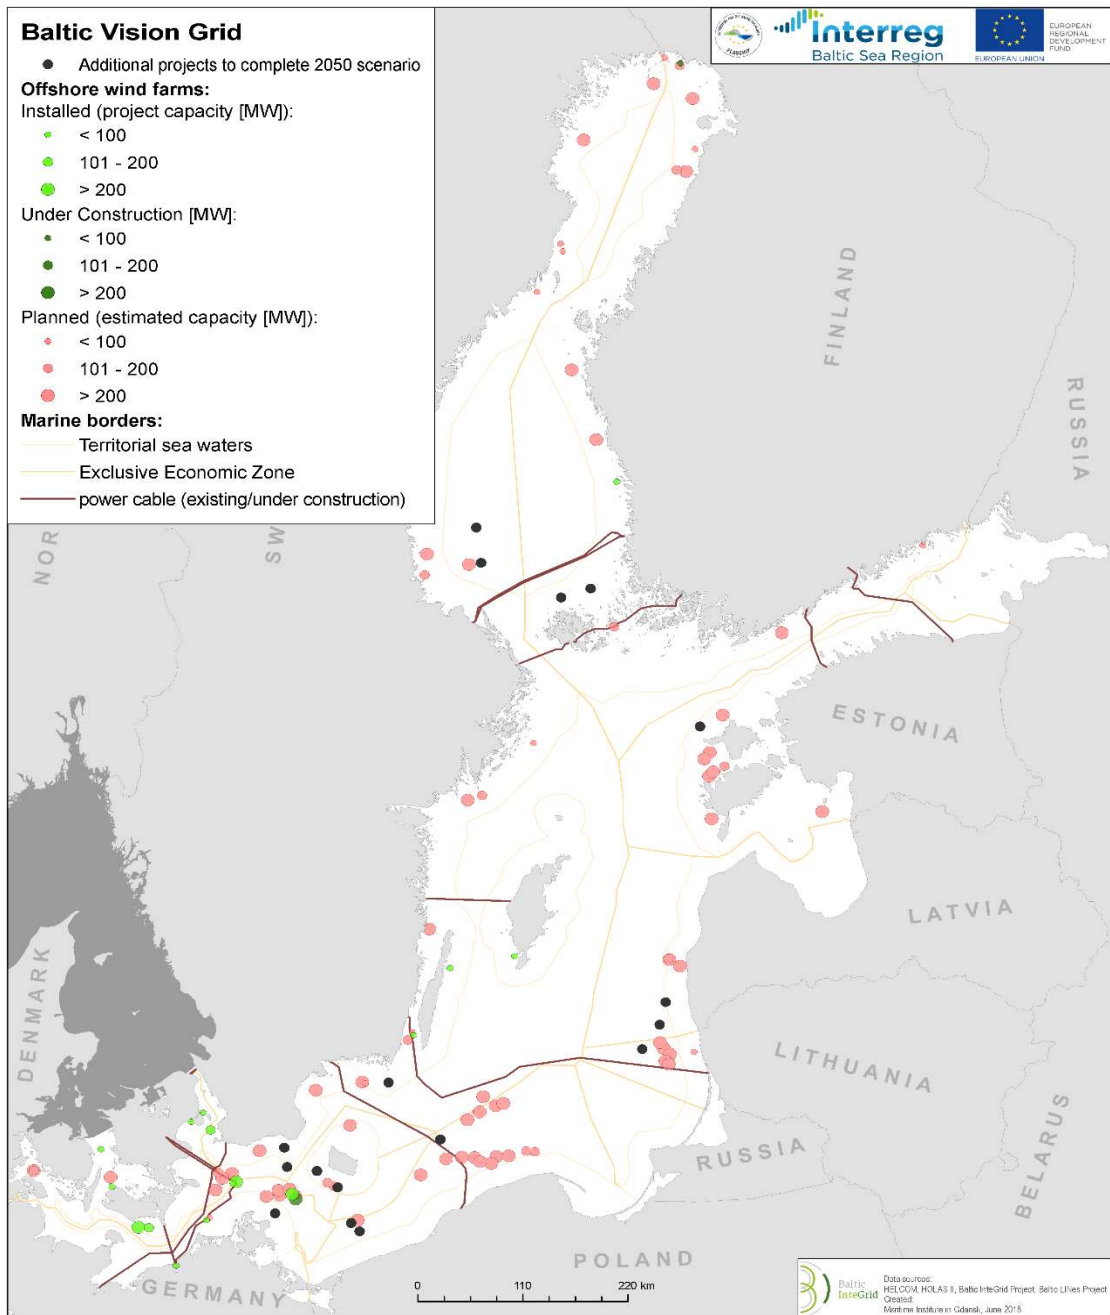 Baltic Vision Grid
Additional projects to complete 2050 scenario
Offshore wind farms:
Installed (project capacity [MW]):
< 100
101 - 200
> 200
Under Construction [MW]:
< 100
101 - 200
> 200
Planned (estimated capacity [MW]):
< 100
101 - 200
> 200
Marine borders:
Territorial sea waters
Exclusive Economic Zone
power cable (existing/under construction)
FLAGSHIP
Interreg
Baltic Sea Region
EUROPEAN UNION
EUROPEAN
REGIONAL
DEVELOPMENT
FUND
NOR
SW
FINLAND
RUSSIA
ESTONIA
LATVIA
LITHUANIA
BELARUS
RUSSIA
POLAND
GERMANY
DENMARK
0 110 220 km
Baltic
InteGrid
Data sources:
HELCOM, HOLAS II, Baltic InteGrid Project, Baltic LINes Project
Created:
Maritime Institute in Gdansk, June 2018